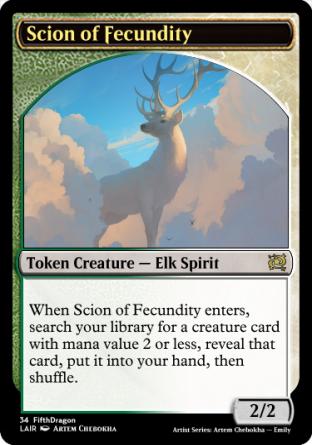 Scion of Fecundity
Token Creature — Elk Spirit
When Scion of Fecundity enters,
search your library for a creature card
with mana value 2 or less, reveal that
card, put it into your hand, then
shuffle.
2/2
34 FifthDragon
LAIR Artem Chebokha
Artist Series: Artem Chebokha — Emily